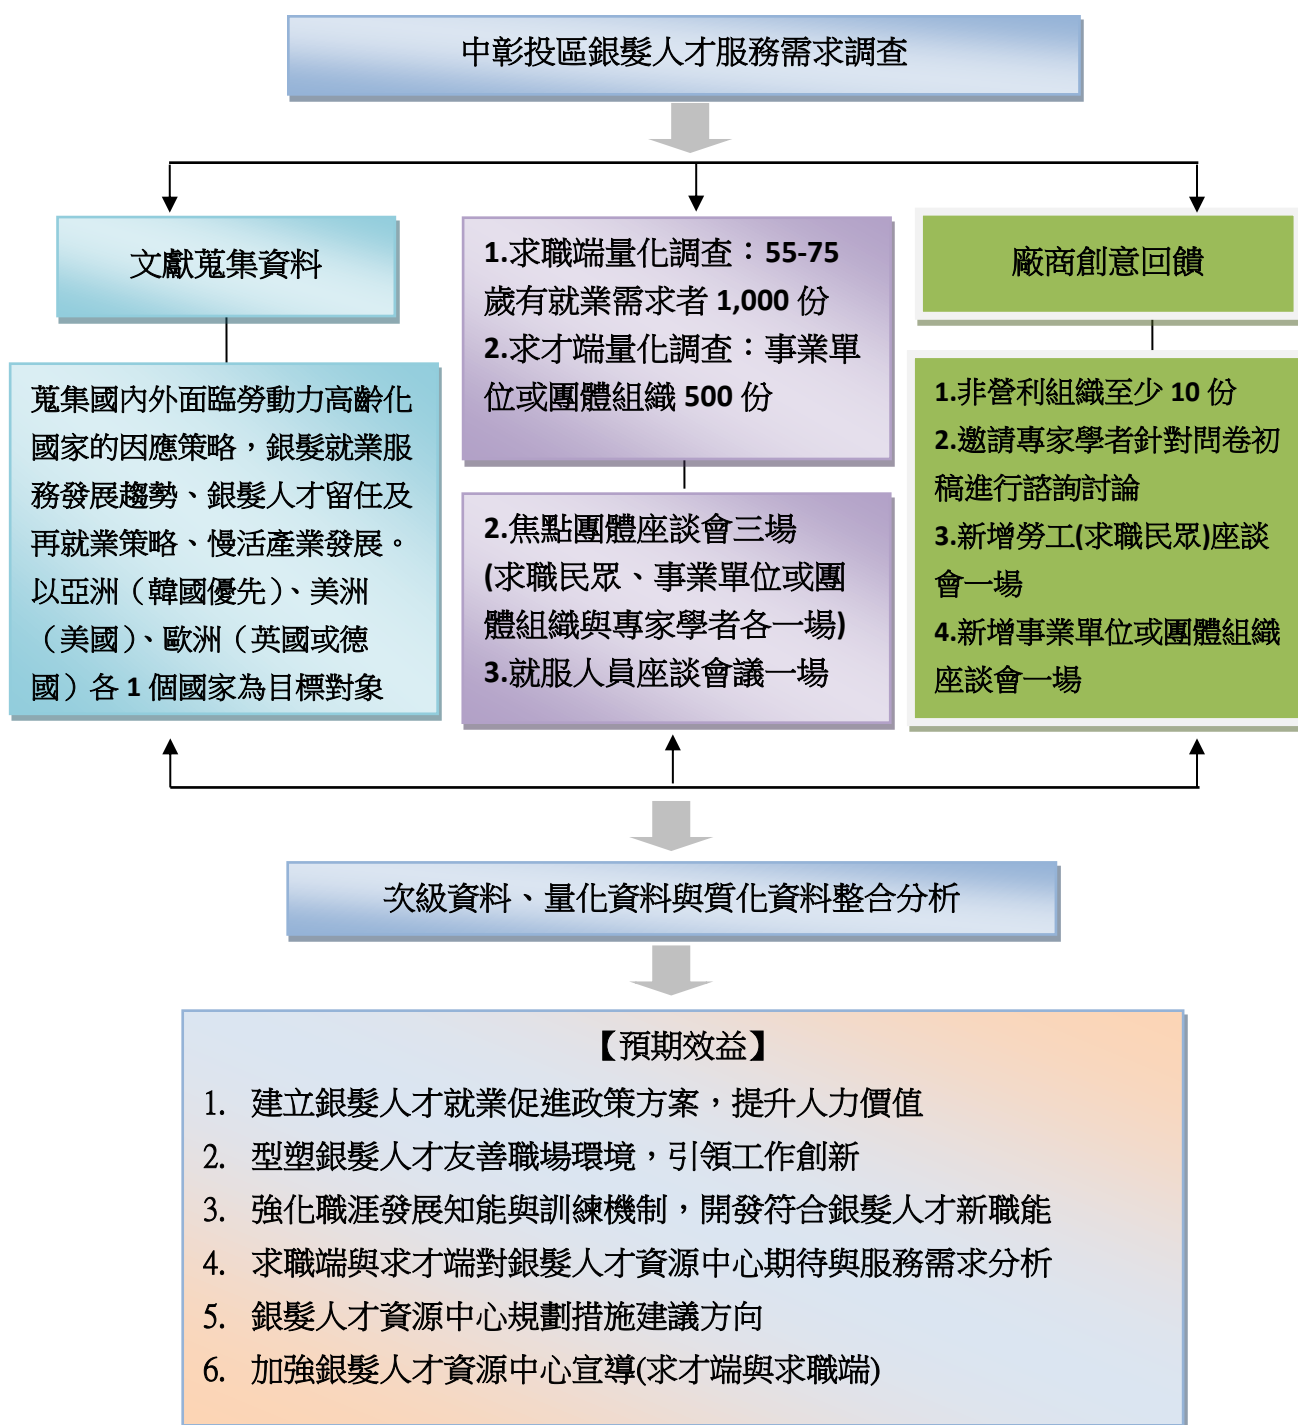 中彰投區銀髮人才服務需求調查
文獻蒐集資料
蒐集國內外面臨勞動力高齡化
國家的因應策略，銀髮就業服
務發展趨勢、銀髮人才留任及
再就業策略、慢活產業發展。
以亞洲（韓國優先）、美洲
（美國）、歐洲（英國或德
國）各 1 個國家為目標對象
1.求職端量化調查：55-75
歲有就業需求者 1,000 份
2.求才端量化調查：事業單
位或團體組織 500 份
2.焦點團體座談會三場
(求職民眾、事業單位或團
體組織與專家學者各一場)
3.就服人員座談會議一場
廠商創意回饋
1.非營利組織至少 10 份
2.邀請專家學者針對問卷初
稿進行諮詢討論
3.新增勞工(求職民眾)座談
會一場
4.新增事業單位或團體組織
座談會一場
次級資料、量化資料與質化資料整合分析
【預期效益】
1. 建立銀髮人才就業促進政策方案，提升人力價值
2. 型塑銀髮人才友善職場環境，引領工作創新
3. 強化職涯發展知能與訓練機制，開發符合銀髮人才新職能
4. 求職端與求才端對銀髮人才資源中心期待與服務需求分析
5. 銀髮人才資源中心規劃措施建議方向
6. 加強銀髮人才資源中心宣導(求才端與求職端)